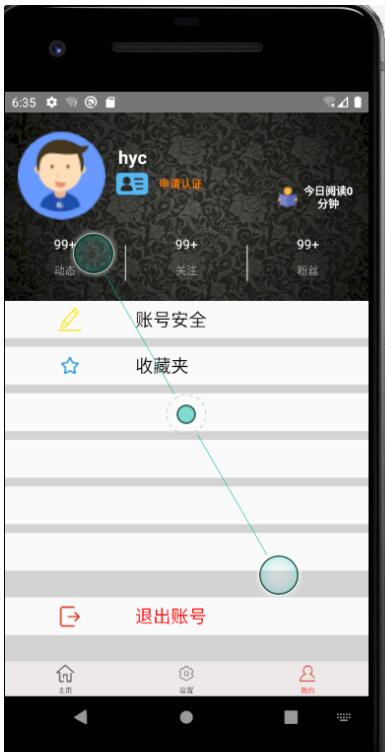 6:35
hyc
申请认证
今日阅读0
分钟
99+
99+
99+
动态
关注
粉丝
账号安全
收藏夹
退出账号
主页
设置
我的